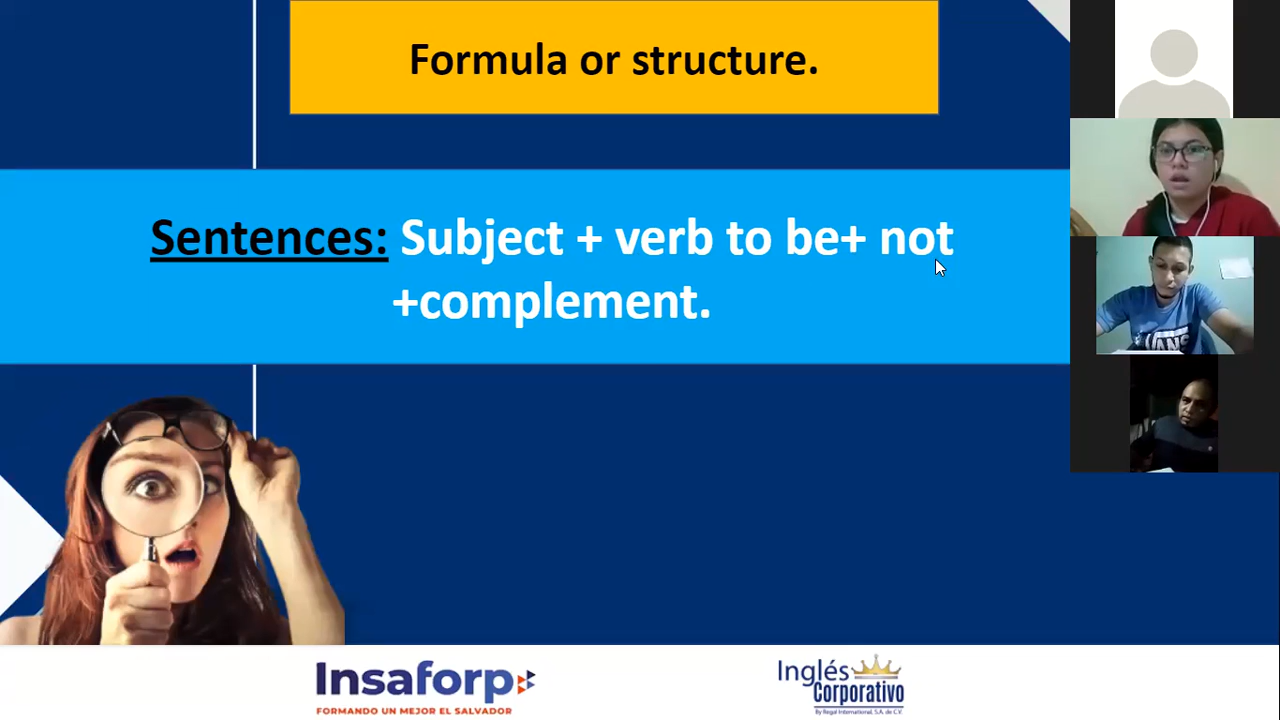 Formula or structure.
Sentences: Subject + verb to be+ not
+complement.
VANS
Insaforp
FORMANDO UN MEJOR EL SALVADOR
Inglés
Corporativo
By Regal International, S.A. de C.V.